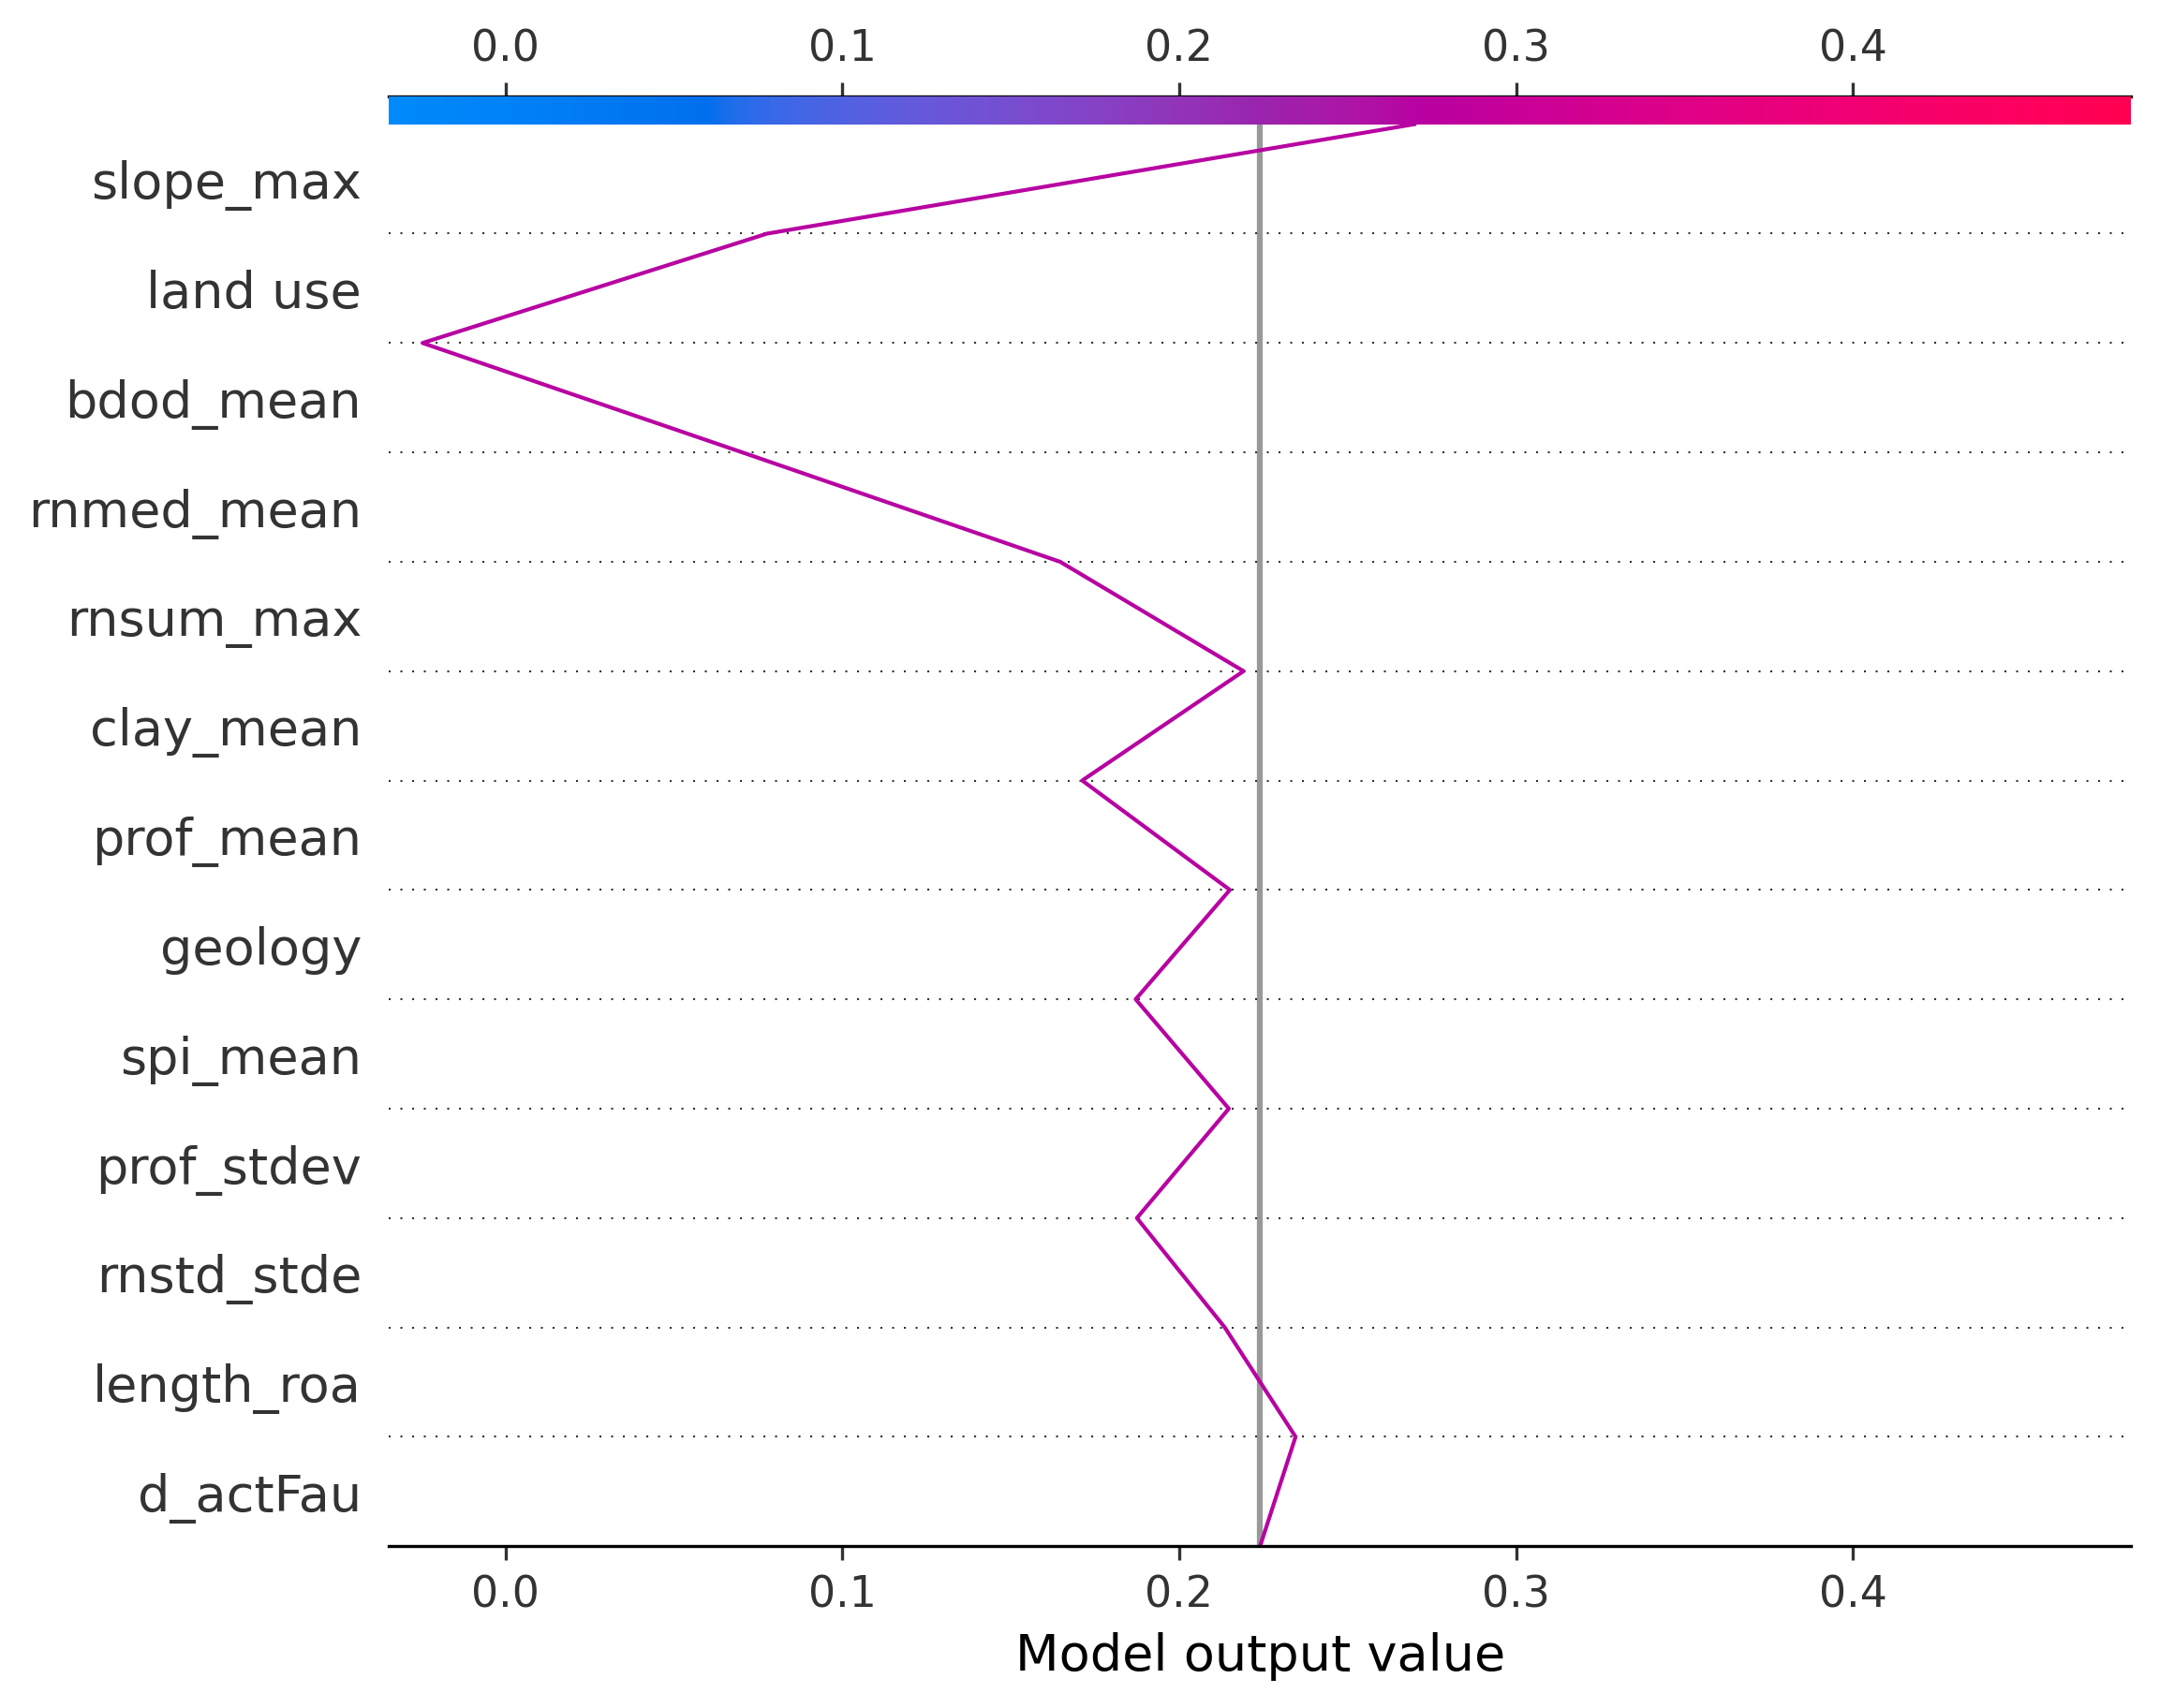 0.0 0.1 0.2 0.3 0.4
slope_max
land use
bdod_mean
rnmed_mean
rnsum_max
clay_mean
prof_mean
geology
spi_mean
prof_stdev
rnstd_stde
length_roa
d_actFau
0.0 0.1 0.2 0.3 0.4
Model output value